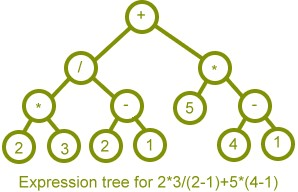 +
/ *
* - 5 -
2 3 2 1 4 1
Expression tree for 2*3/(2-1)+5*(4-1)